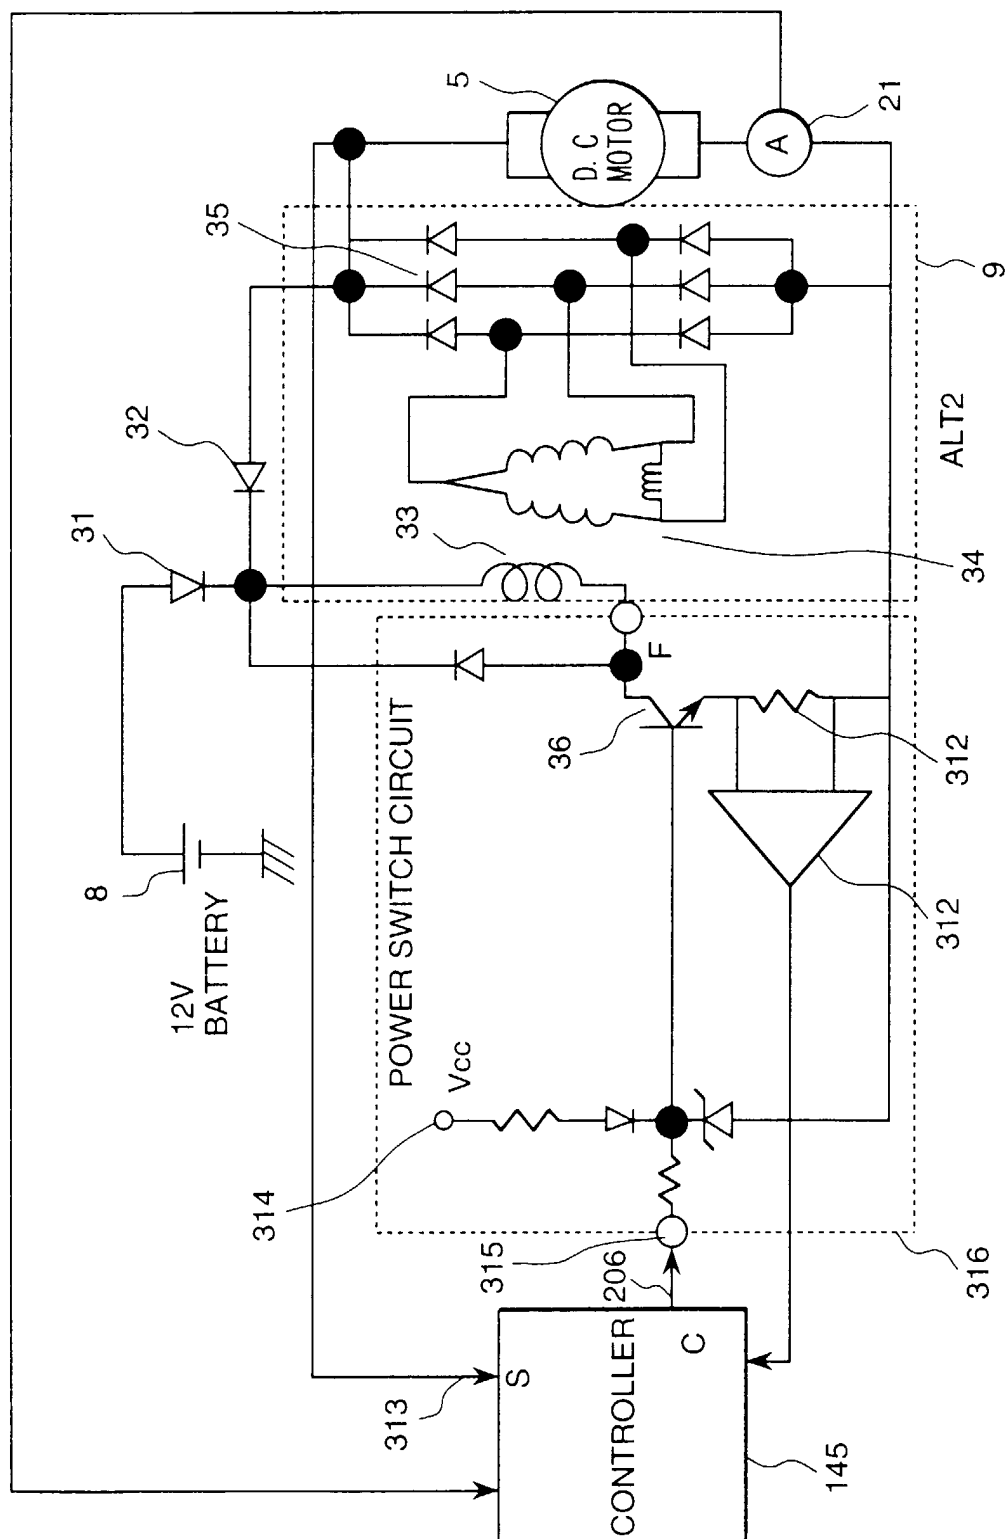 5
D.C
MOTOR
A
21
35
9
32
31
33
34
ALT2
F
8
12V
BATTERY
POWER SWITCH CIRCUIT
36
312
312
Vcc
314
315
316
206
313
S
C
CONTROLLER
145